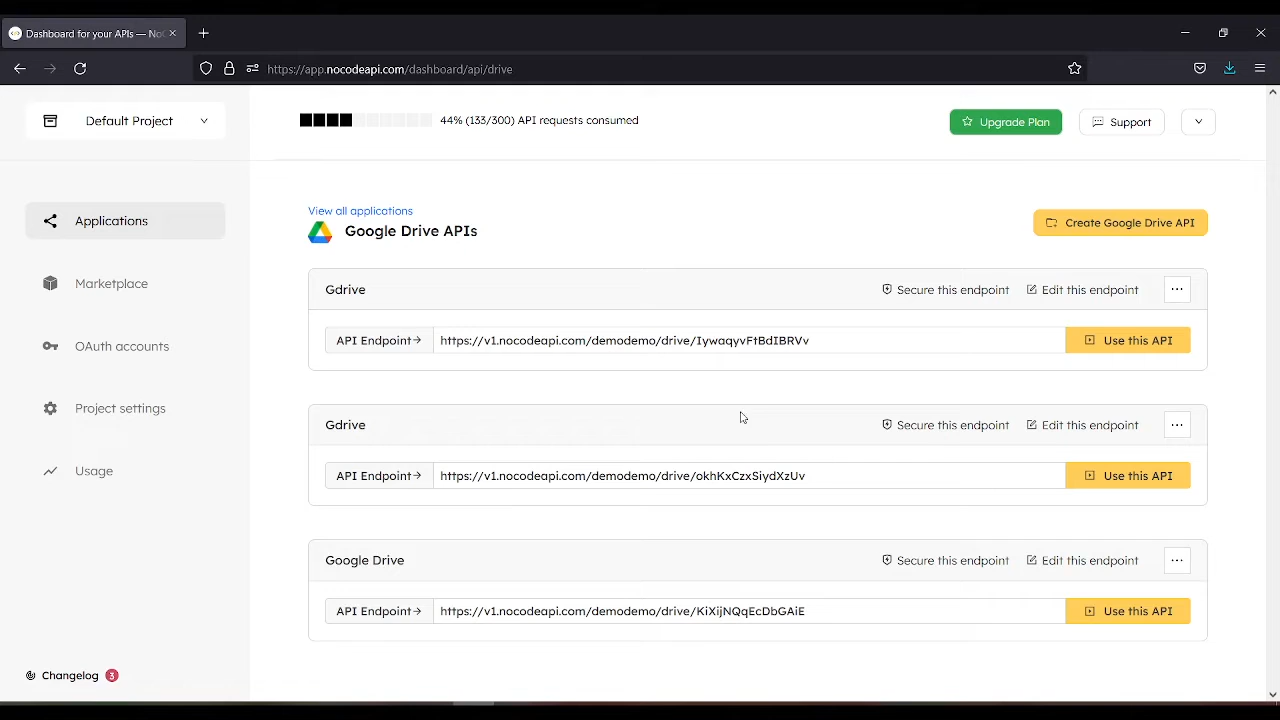 Dashboard for your APIs — NoC
https://app.nocodeapi.com/dashboard/api/drive
Default Project
44% (133/300) API requests consumed
Upgrade Plan
Support
Applications
Marketplace
OAuth accounts
Project settings
Usage
Changelog 3
View all applications
Google Drive APIs
Create Google Drive API
Gdrive
Secure this endpoint
Edit this endpoint
API Endpoint→
https://v1.nocodeapi.com/demodemo/drive/IywaqyvFtBdIBRVv
Use this API
Gdrive
Secure this endpoint
Edit this endpoint
API Endpoint→
https://v1.nocodeapi.com/demodemo/drive/okhKxCzxSiydXzUv
Use this API
Google Drive
Secure this endpoint
Edit this endpoint
API Endpoint→
https://v1.nocodeapi.com/demodemo/drive/KiXijNQqEcDbGAiE
Use this API